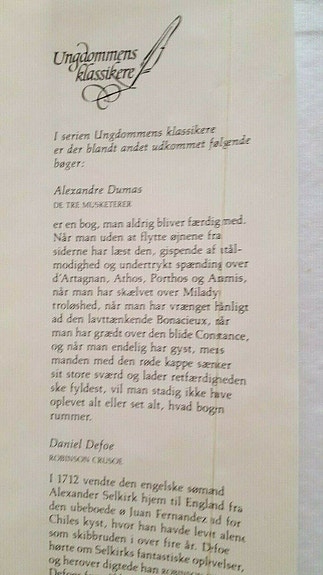 Ungdommens
klassikere
I serien Ungdommens klassikere
er der blandt andet udkommet følgende
bøger:
Alexandre Dumas
DE TRE MUSKETERER
er en bog, man aldrig bliver færdig med.
Når man uden at flytte øjnene fra
siderne har læst den, gispende af utål-
modighed og undertrykt spænding over
d'Artagnan, Athos, Porthos og Aramis,
når man har skælvet over Milady
troløshed, når man har vrænget hånligt
ad den lavttænkende Bonacieux, når
man har grædt over den blide Constance,
og når man endelig har gyst, mens
manden med den røde kappe sænker
sit store sværd og lader retfærdigheden
ske fyldest, vil man stadig ikke have
oplevet alt eller set alt, hvad bogen
rummer.
Daniel Defoe
ROBINSON CRUSOE
I 1712 vendte den engelske sømand
Alexander Selkirk hjem til England fra
den ubeboede ø Juan Fernandez ud for
Chiles kyst, hvor han havde levet alene
som skibbruden i over fire år. Defoe
hørte om Selkirks fantastiske oplevelser,
og herover digtede han ROBINSON